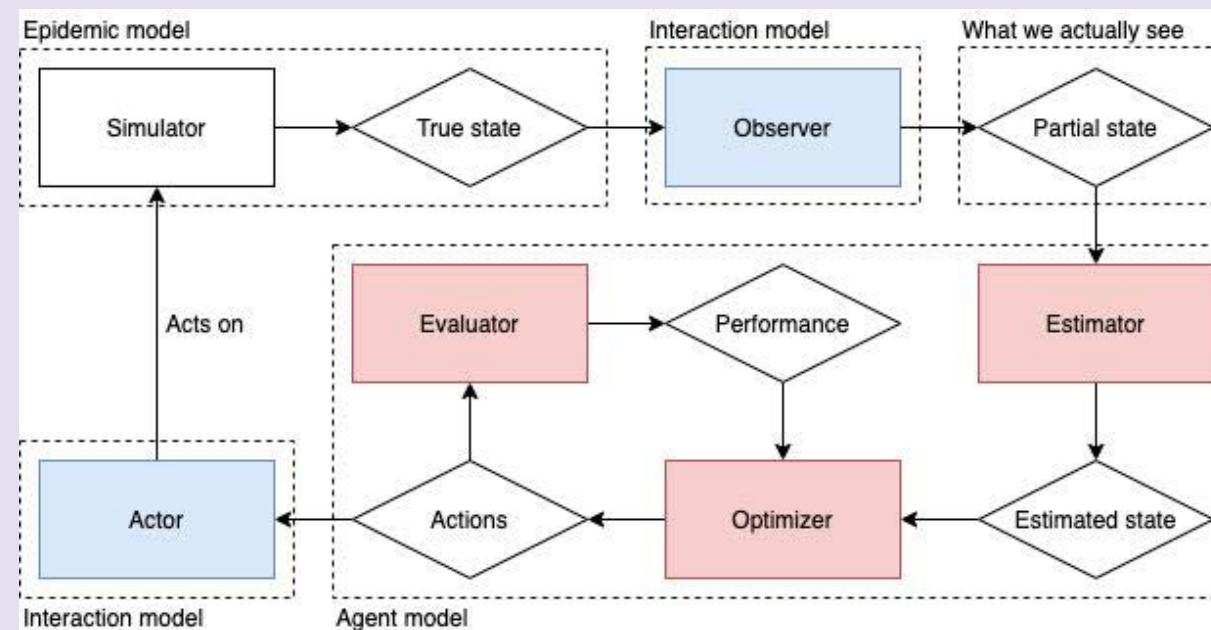 Epidemic model
Interaction model
What we actually see
Simulator
True state
Observer
Partial state
Acts on
Evaluator
Performance
Estimator
Actor
Actions
Optimizer
Estimated state
Interaction model
Agent model